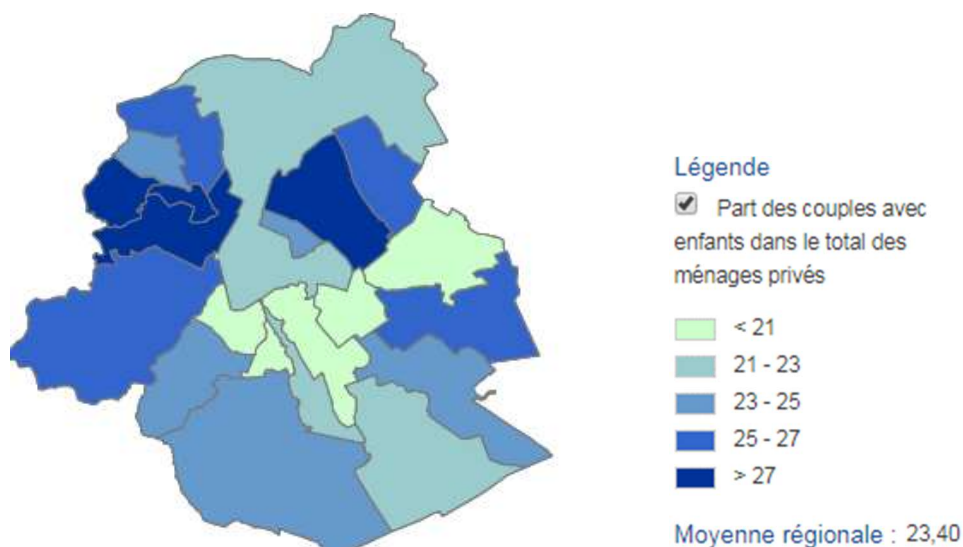 Légende
Part des couples avec
enfants dans le total des
ménages privés
< 21
21 - 23
23 - 25
25 - 27
> 27
Moyenne régionale : 23,40